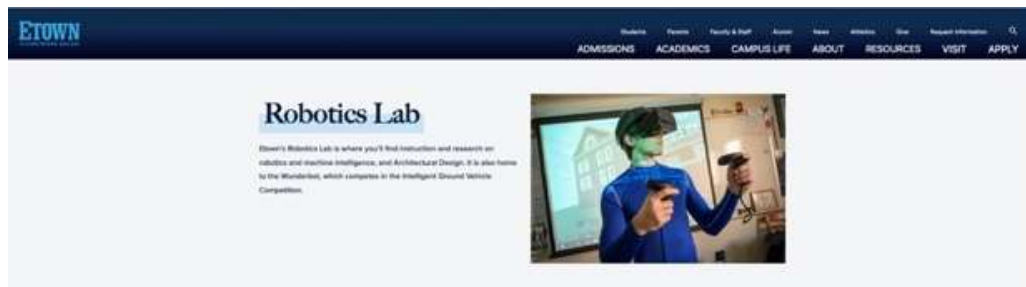 ETOWN
Students Parents Faculty & Staff Alumni News Athletics Give Request Information
ADMISSIONS ACADEMICS CAMPUS LIFE ABOUT RESOURCES VISIT APPLY
Robotics Lab
Etown's Robotics Lab is where you'll find instruction and research on
robotics and machine intelligence, and Architectural Design. It is also home
to the Wunderbot, which competes in the Intelligent Ground Vehicle
Competition.